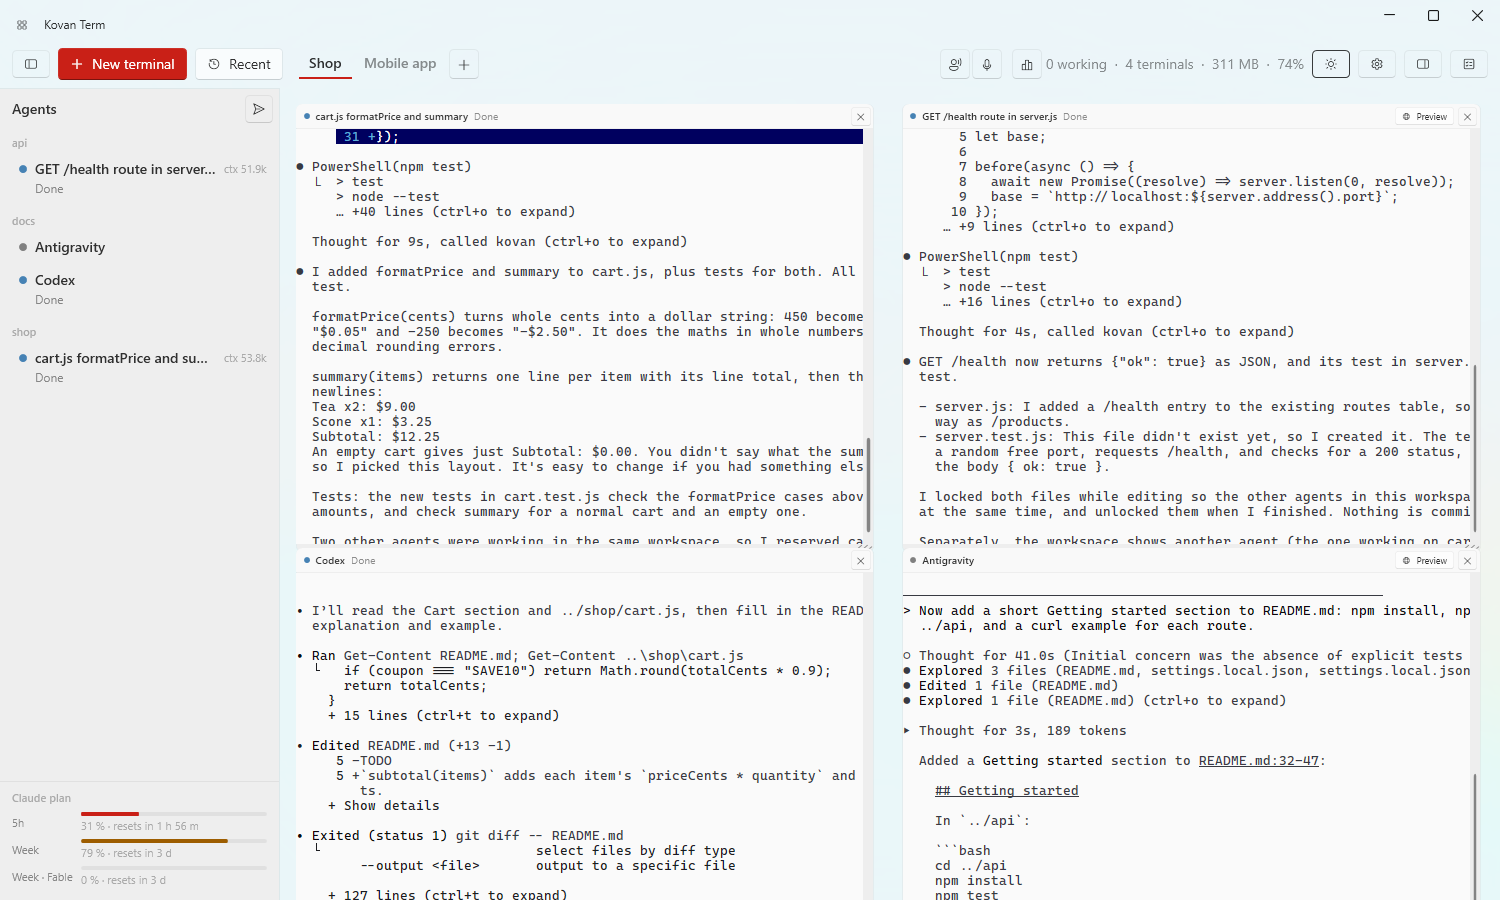 Kovan Term
New terminal
Recent
Shop
Mobile app
0 working · 4 terminals · 311 MB · 74%
Agents
api
GET /health route in server... ctx 51.9k
Done
docs
Antigravity
Codex
Done
shop
cart.js formatPrice and su... ctx 53.8k
Done
Claude plan
5h
31 % · resets in 1 h 56 m
Week
79 % · resets in 3 d
Week · Fable
0 % · resets in 3 d
cart.js formatPrice and summary Done
31 +});
● PowerShell(npm test)
└ > test
> node --test
… +40 lines (ctrl+o to expand)
Thought for 9s, called kovan (ctrl+o to expand)
● I added formatPrice and summary to cart.js, plus tests for both. All
test.
formatPrice(cents) turns whole cents into a dollar string: 450 become
"$0.05" and -250 becomes "-$2.50". It does the maths in whole numbers
decimal rounding errors.
summary(items) returns one line per item with its line total, then th
newlines:
Tea x2: $9.00
Scone x1: $3.25
Subtotal: $12.25
An empty cart gives just Subtotal: $0.00. You didn't say what the sum
so I picked this layout. It's easy to change if you had something els
Tests: the new tests in cart.test.js check the formatPrice cases abov
amounts, and check summary for a normal cart and an empty one.
Two other agents were working in the same workspace, so I reserved ca
GET /health route in server.js Done
Preview
5 let base;
6
7 before(async () => {
8 await new Promise((resolve) => server.listen(0, resolve));
9 base = `http://localhost:${server.address().port}`;
10 });
… +9 lines (ctrl+o to expand)
● PowerShell(npm test)
└ > test
> node --test
… +16 lines (ctrl+o to expand)
Thought for 4s, called kovan (ctrl+o to expand)
● GET /health now returns {"ok": true} as JSON, and its test in server.
test.
- server.js: I added a /health entry to the existing routes table, so
way as /products.
- server.test.js: This file didn't exist yet, so I created it. The te
a random free port, requests /health, and checks for a 200 status,
the body { ok: true }.
I locked both files while editing so the other agents in this workspa
at the same time, and unlocked them when I finished. Nothing is commi
Separately, the workspace shows another agent (the one working on car
Codex Done
• I'll read the Cart section and ../shop/cart.js, then fill in the READ
explanation and example.
• Ran Get-Content README.md; Get-Content ..\shop\cart.js
└ if (coupon === "SAVE10") return Math.round(totalCents * 0.9);
return totalCents;
}
+ 15 lines (ctrl+t to expand)
• Edited README.md (+13 -1)
5 -TODO
5 +`subtotal(items)` adds each item's `priceCents * quantity` and
ts.
+ Show details
• Exited (status 1) git diff -- README.md
└ select files by diff type
--output <file> output to a specific file
+ 127 lines (ctrl+t to expand)
Antigravity
Preview
> Now add a short Getting started section to README.md: npm install, np
../api, and a curl example for each route.
○ Thought for 41.0s (Initial concern was the absence of explicit tests
● Explored 3 files (README.md, settings.local.json, settings.local.json
● Edited 1 file (README.md)
● Explored 1 file (README.md) (ctrl+o to expand)
▸ Thought for 3s, 189 tokens
Added a Getting started section to README.md:32-47:
## Getting started
In `../api`:
```bash
cd ../api
npm install
npm test